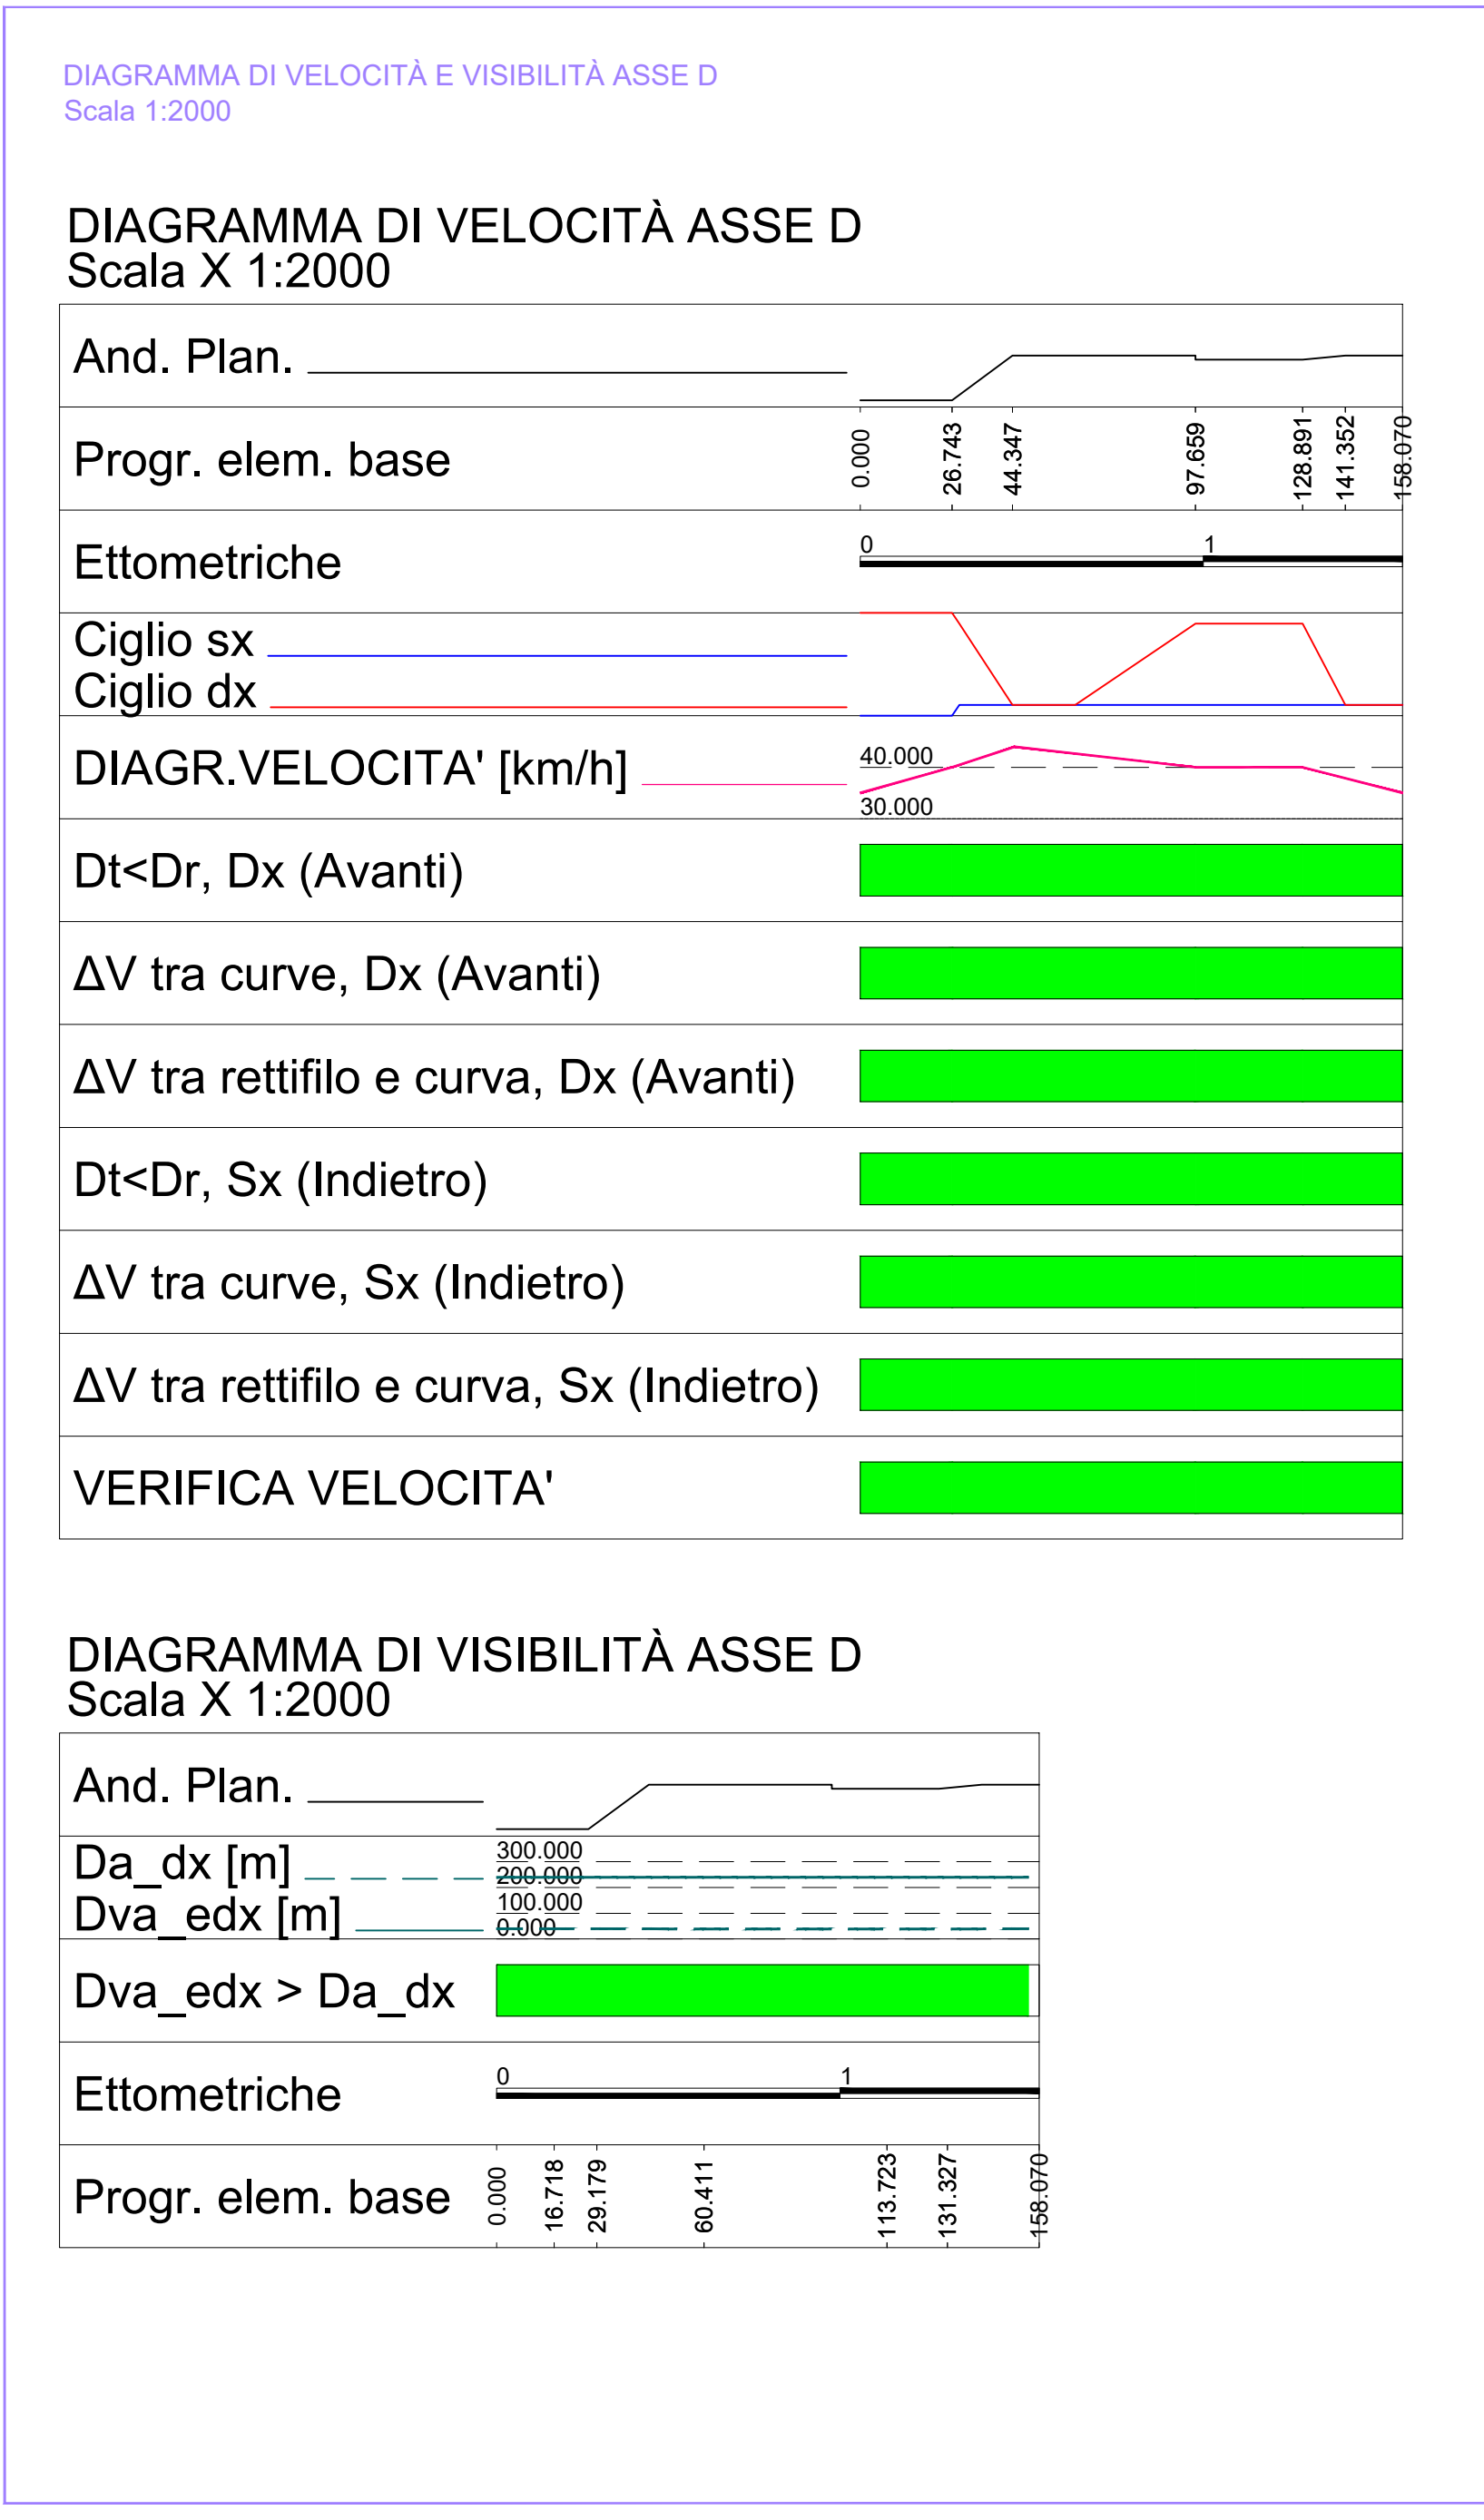 DIAGRAMMA DI VELOCITÀ E VISIBILITÀ ASSE D
Scala 1:2000
DIAGRAMMA DI VELOCITÀ ASSE D
Scala X 1:2000
And. Plan.
Progr. elem. base 0.000 26.743 44.347 97.659 128.891 141.352 158.070
Ettometriche 0 1
Ciglio sx
Ciglio dx
DIAGR.VELOCITA' [km/h] 40.000
30.000
Dt<Dr, Dx (Avanti)
ΔV tra curve, Dx (Avanti)
ΔV tra rettifilo e curva, Dx (Avanti)
Dt<Dr, Sx (Indietro)
ΔV tra curve, Sx (Indietro)
ΔV tra rettifilo e curva, Sx (Indietro)
VERIFICA VELOCITA'
DIAGRAMMA DI VISIBILITÀ ASSE D
Scala X 1:2000
And. Plan.
Da_dx [m] 300.000
200.000
Dva_edx [m] 100.000
0.000
Dva_edx > Da_dx
Ettometriche 0 1
Progr. elem. base 0.000 16.718 29.179 60.411 113.723 131.327 158.070